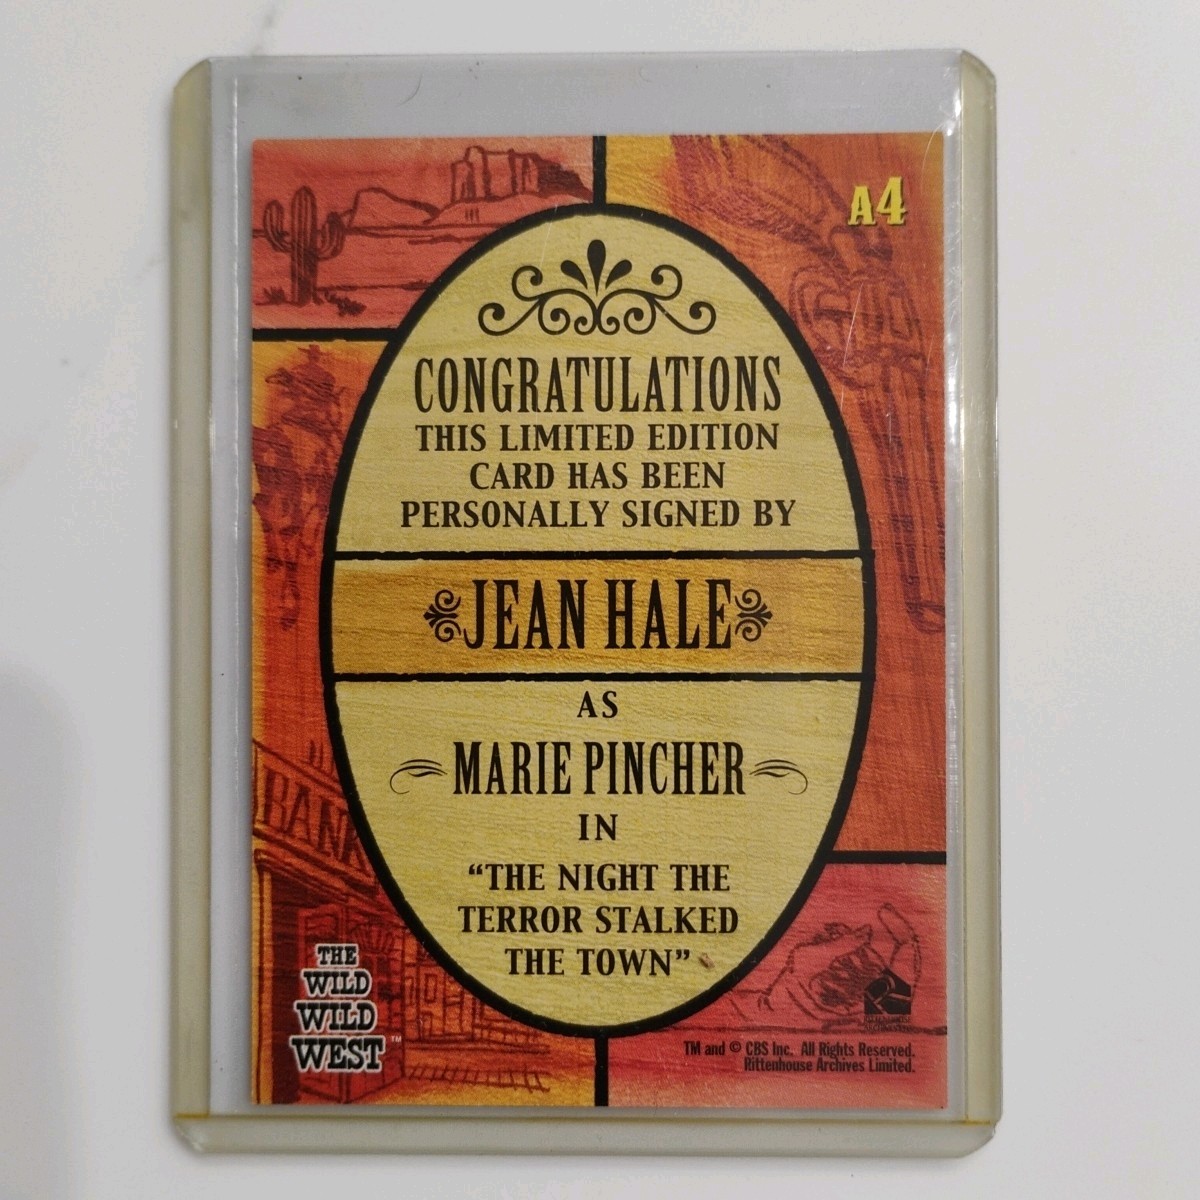 A4
CONGRATULATIONS
THIS LIMITED EDITION
CARD HAS BEEN
PERSONALLY SIGNED BY
JEAN HALE
AS
MARIE PINCHER
IN
“THE NIGHT THE
TERROR STALKED
THE TOWN”
BANK
THE
WILD
WILD
WEST™
TM and © CBS Inc. All Rights Reserved.
Rittenhouse Archives Limited.